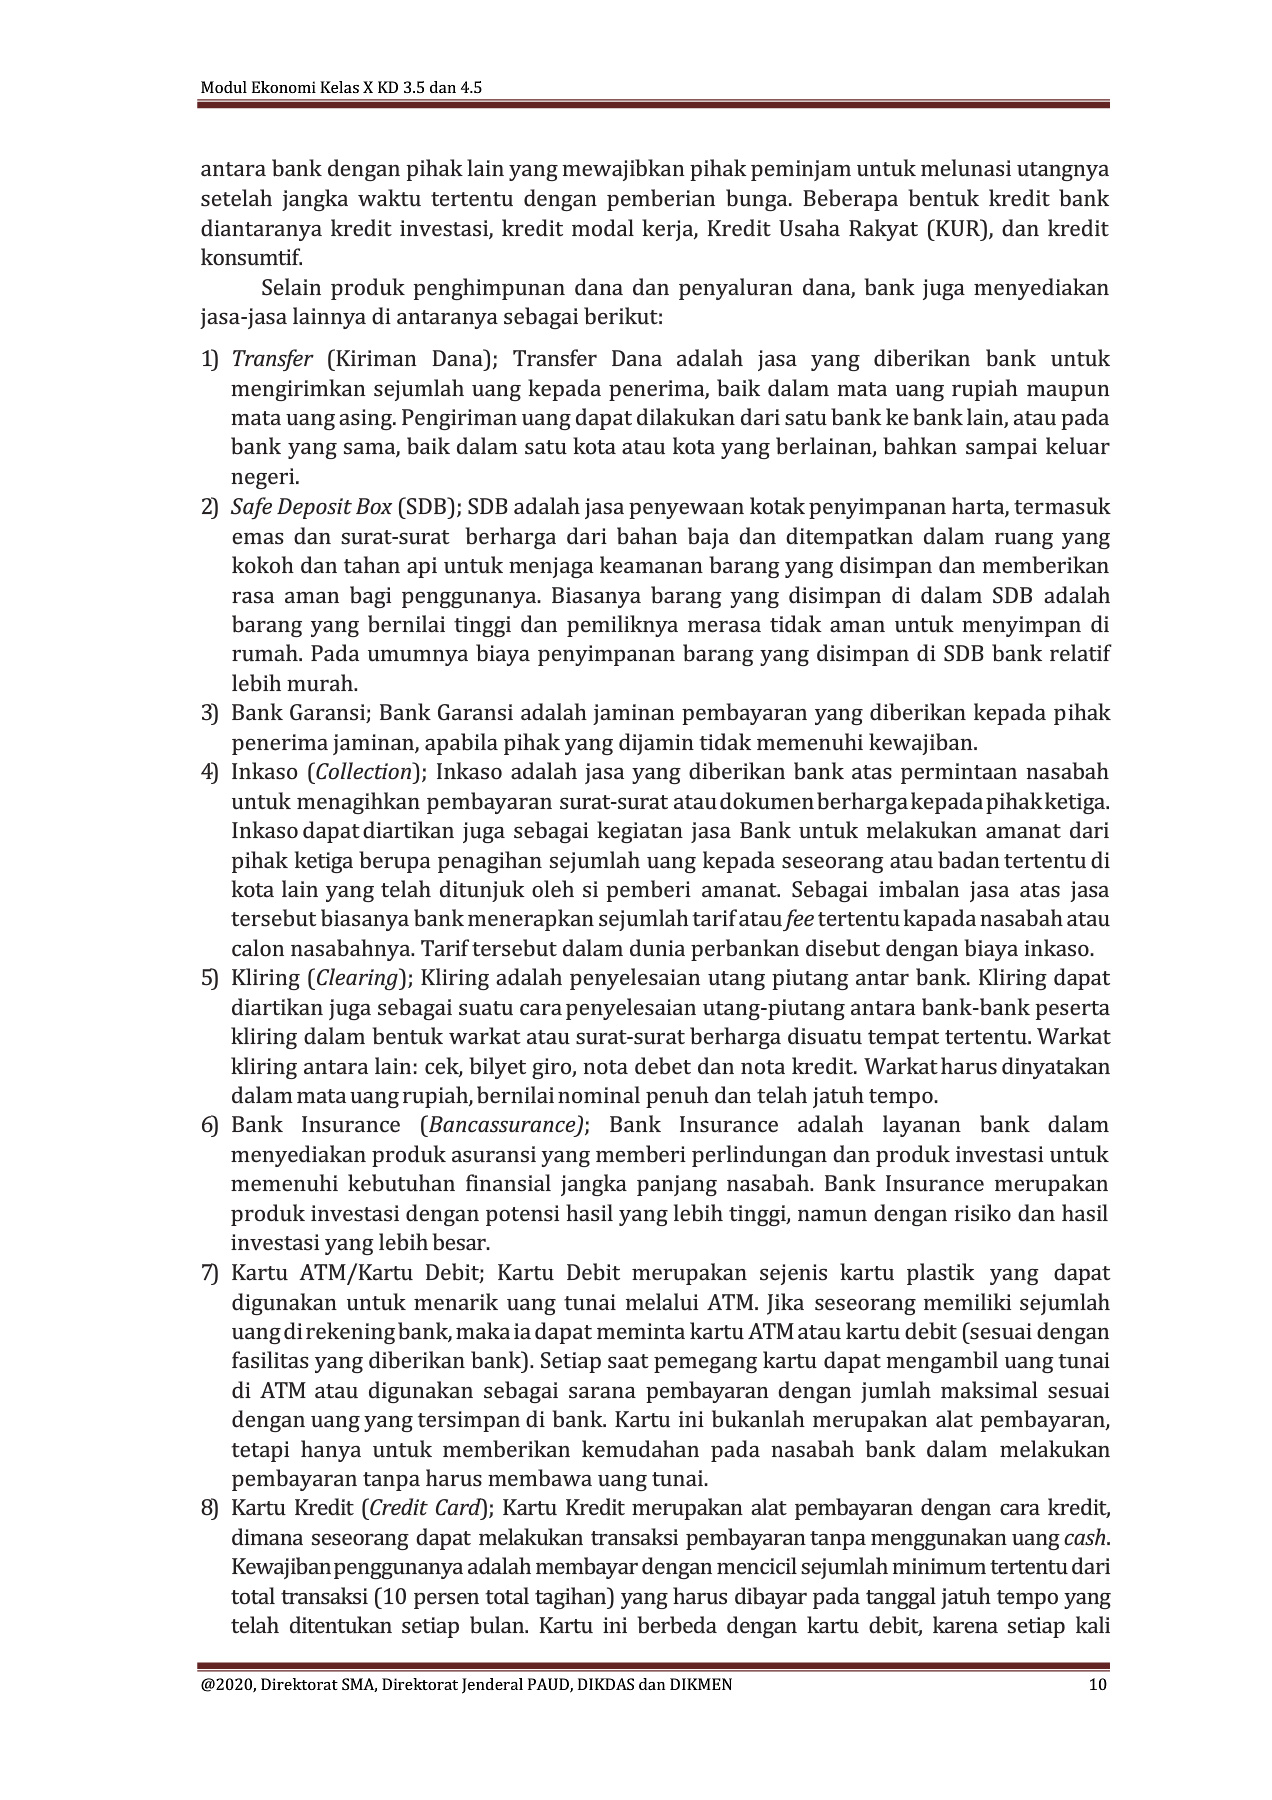 Modul Ekonomi Kelas X KD 3.5 dan 4.5
antara bank dengan pihak lain yang mewajibkan pihak peminjam untuk melunasi utangnya
setelah jangka waktu tertentu dengan pemberian bunga. Beberapa bentuk kredit bank
diantaranya kredit investasi, kredit modal kerja, Kredit Usaha Rakyat (KUR), dan kredit
konsumtif.
Selain produk penghimpunan dana dan penyaluran dana, bank juga menyediakan
jasa-jasa lainnya di antaranya sebagai berikut:
1) Transfer (Kiriman Dana); Transfer Dana adalah jasa yang diberikan bank untuk
mengirimkan sejumlah uang kepada penerima, baik dalam mata uang rupiah maupun
mata uang asing. Pengiriman uang dapat dilakukan dari satu bank ke bank lain, atau pada
bank yang sama, baik dalam satu kota atau kota yang berlainan, bahkan sampai keluar
negeri.
2) Safe Deposit Box (SDB); SDB adalah jasa penyewaan kotak penyimpanan harta, termasuk
emas dan surat-surat berharga dari bahan baja dan ditempatkan dalam ruang yang
kokoh dan tahan api untuk menjaga keamanan barang yang disimpan dan memberikan
rasa aman bagi penggunanya. Biasanya barang yang disimpan di dalam SDB adalah
barang yang bernilai tinggi dan pemiliknya merasa tidak aman untuk menyimpan di
rumah. Pada umumnya biaya penyimpanan barang yang disimpan di SDB bank relatif
lebih murah.
3) Bank Garansi; Bank Garansi adalah jaminan pembayaran yang diberikan kepada pihak
penerima jaminan, apabila pihak yang dijamin tidak memenuhi kewajiban.
4) Inkaso (Collection); Inkaso adalah jasa yang diberikan bank atas permintaan nasabah
untuk menagihkan pembayaran surat-surat atau dokumen berharga kepada pihak ketiga.
Inkaso dapat diartikan juga sebagai kegiatan jasa Bank untuk melakukan amanat dari
pihak ketiga berupa penagihan sejumlah uang kepada seseorang atau badan tertentu di
kota lain yang telah ditunjuk oleh si pemberi amanat. Sebagai imbalan jasa atas jasa
tersebut biasanya bank menerapkan sejumlah tarif atau fee tertentu kapada nasabah atau
calon nasabahnya. Tarif tersebut dalam dunia perbankan disebut dengan biaya inkaso.
5) Kliring (Clearing); Kliring adalah penyelesaian utang piutang antar bank. Kliring dapat
diartikan juga sebagai suatu cara penyelesaian utang-piutang antara bank-bank peserta
kliring dalam bentuk warkat atau surat-surat berharga disuatu tempat tertentu. Warkat
kliring antara lain: cek, bilyet giro, nota debet dan nota kredit. Warkat harus dinyatakan
dalam mata uang rupiah, bernilai nominal penuh dan telah jatuh tempo.
6) Bank Insurance (Bancassurance); Bank Insurance adalah layanan bank dalam
menyediakan produk asuransi yang memberi perlindungan dan produk investasi untuk
memenuhi kebutuhan finansial jangka panjang nasabah. Bank Insurance merupakan
produk investasi dengan potensi hasil yang lebih tinggi, namun dengan risiko dan hasil
investasi yang lebih besar.
7) Kartu ATM/Kartu Debit; Kartu Debit merupakan sejenis kartu plastik yang dapat
digunakan untuk menarik uang tunai melalui ATM. Jika seseorang memiliki sejumlah
uang di rekening bank, maka ia dapat meminta kartu ATM atau kartu debit (sesuai dengan
fasilitas yang diberikan bank). Setiap saat pemegang kartu dapat mengambil uang tunai
di ATM atau digunakan sebagai sarana pembayaran dengan jumlah maksimal sesuai
dengan uang yang tersimpan di bank. Kartu ini bukanlah merupakan alat pembayaran,
tetapi hanya untuk memberikan kemudahan pada nasabah bank dalam melakukan
pembayaran tanpa harus membawa uang tunai.
8) Kartu Kredit (Credit Card); Kartu Kredit merupakan alat pembayaran dengan cara kredit,
dimana seseorang dapat melakukan transaksi pembayaran tanpa menggunakan uang cash.
Kewajiban penggunanya adalah membayar dengan mencicil sejumlah minimum tertentu dari
total transaksi (10 persen total tagihan) yang harus dibayar pada tanggal jatuh tempo yang
telah ditentukan setiap bulan. Kartu ini berbeda dengan kartu debit, karena setiap kali
@2020, Direktorat SMA, Direktorat Jenderal PAUD, DIKDAS dan DIKMEN 10